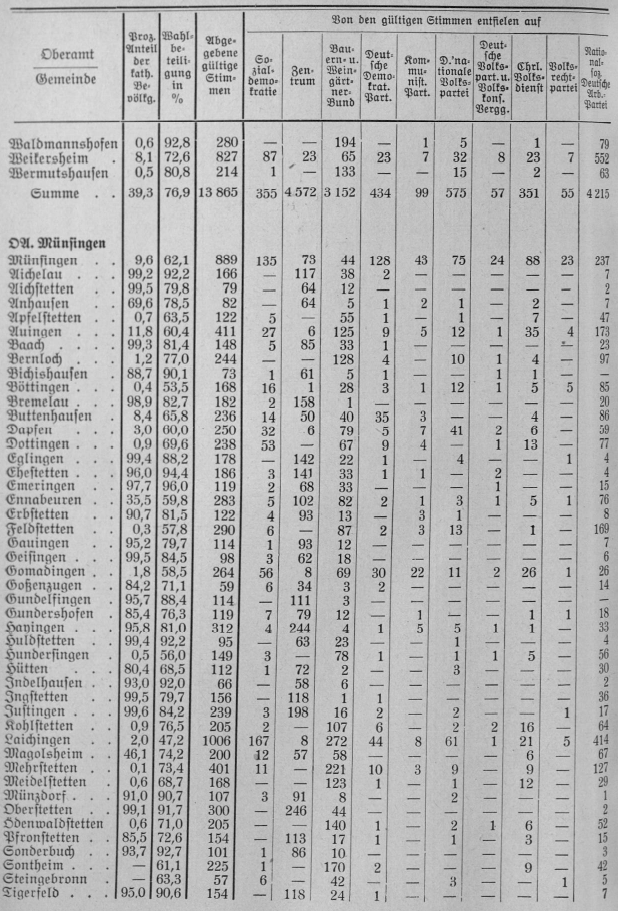 Oberamt
Gemeinde
Proz. Anteil der kath. Bevölkg.
Wahlbeteiligung in %
Abgegebene gültige Stimmen
Von den gültigen Stimmen entfielen auf
Sozialdemokratie
Zentrum
Bauern- u. Weingärtner-Bund
Deutsche Demokrat. Part.
Kommunist. Part.
D.'nationale Volkspartei
Deutsche Volkspart. u. Volkskons. Vergg.
Chrl. Volksdienst
Volksrechtpartei
National-soz. Deutsche Arb.-Partei
Waldmannshofen 0,6 92,8 280 — — 194 — 1 5 — 1 — 79
Weikersheim . 8,1 72,6 827 87 23 65 23 7 32 8 23 7 552
Wermutshausen 0,5 80,8 214 1 — 133 — — 15 — 2 — 63
Summe . . 39,3 76,9 13 865 355 4 572 3 152 434 99 575 57 351 55 4 215
OA. Münsingen
Münsingen . . 9,6 62,1 889 135 73 44 128 43 75 24 88 23 237
Aichelau . . 99,2 92,2 166 — 117 38 2 — — — — — 7
Aichstetten . . 99,5 79,8 79 — 64 12 — — — — — — 2
Anhausen . . 69,6 78,5 82 — 64 5 1 2 1 — 2 — 7
Apfelstetten . . 0,7 63,5 122 5 — 55 1 — 1 — 7 — 47
Auingen . . . 11,8 60,4 411 27 6 125 9 5 12 1 35 4 173
Baach . . . 99,3 81,4 148 5 85 33 1 — — — — — 23
Bernloch . . 1,2 77,0 244 — — 128 4 — 10 1 4 — 97
Bichishausen . 88,7 90,1 73 1 61 5 1 — — 1 1 — —
Böttingen . . . 0,4 53,5 168 16 1 28 3 1 12 1 5 5 85
Bremelau . . 98,9 82,7 182 2 158 1 — — — — — — 20
Buttenhausen . 8,4 65,8 236 14 50 40 35 3 — — 4 — 86
Dapfen . . . 3,0 60,0 250 32 6 79 5 7 41 2 6 — 59
Dottingen . . 0,9 69,6 238 53 — 67 9 4 — 1 13 — 77
Eglingen . . 99,4 88,2 178 — 142 22 1 — 4 — — 1 4
Ehestetten . . 96,0 94,4 186 3 141 33 1 1 — 2 — — 4
Emeringen . . 97,7 96,0 119 2 68 33 — — — 1 — — 15
Ennabeuren . . 35,5 59,8 283 5 102 82 2 1 3 1 5 1 76
Erbstetten . . 90,7 81,5 122 4 93 13 — 3 1 — — — 8
Feldstetten . . 0,3 57,8 290 6 — 87 2 3 13 — 1 — 169
Gauingen . . 95,2 79,7 114 1 93 12 — — — — — — 7
Geisingen . . 99,5 84,5 98 3 62 18 — — — — — — 6
Gomadingen . . 1,8 58,5 264 56 8 69 30 22 11 2 26 1 26
Goßenzugen . . 84,2 71,1 59 6 34 3 2 — — — — — 14
Gundelfingen . 95,7 88,4 114 — 111 3 — — — — — — —
Gundershofen . 85,4 76,3 119 7 79 12 — 1 — — 1 1 18
Hayingen . . 95,8 81,0 312 4 244 4 1 5 5 1 1 — 33
Huldstetten . . 99,4 92,2 95 — 63 23 — — 1 — — — 4
Hundersingen . 0,5 56,0 149 3 — 78 1 — 1 1 5 — 56
Hütten . . . 80,4 68,5 112 1 72 2 — — 3 — — — 30
Indelhausen . . 93,0 92,0 66 — 58 6 — — — — — — 2
Ingstetten . . 99,5 79,7 156 — 118 1 1 — — — — — 36
Justingen . . . 99,6 84,2 239 3 198 16 2 — 2 — — 1 17
Kohlstetten . . 0,9 76,5 205 2 — 107 6 — 2 2 16 — 64
Laichingen . . 2,0 47,2 1006 167 8 272 44 8 61 1 21 5 414
Magolsheim . . 46,1 74,2 200 12 57 58 — — — — 6 — 67
Mehrstetten . . 0,1 73,4 401 11 — 221 10 3 9 — 9 — 127
Meidelstetten . 0,6 68,7 168 — — 123 1 — 1 — 12 — 29
Münzdorf . . . 91,0 90,7 107 3 91 8 — — 2 — — — 1
Oberstetten . . 99,1 91,7 300 — 246 44 — — — — — — 2
Ödenwaldstetten 0,6 71,0 205 — — 140 1 — 2 1 6 — 52
Pfronstetten . . 85,5 72,6 154 — 113 17 1 — 1 — 3 — 15
Sonderbuch . . 93,7 92,7 101 1 86 10 — — — — — — 3
Sontheim . . — 61,1 225 1 — 170 2 — — — 9 — 42
Steingebronn . — 63,3 57 6 — 42 — — 3 — — 1 5
Tigerfeld . . . 95,0 90,6 154 — 118 24 1 — — — — — 7